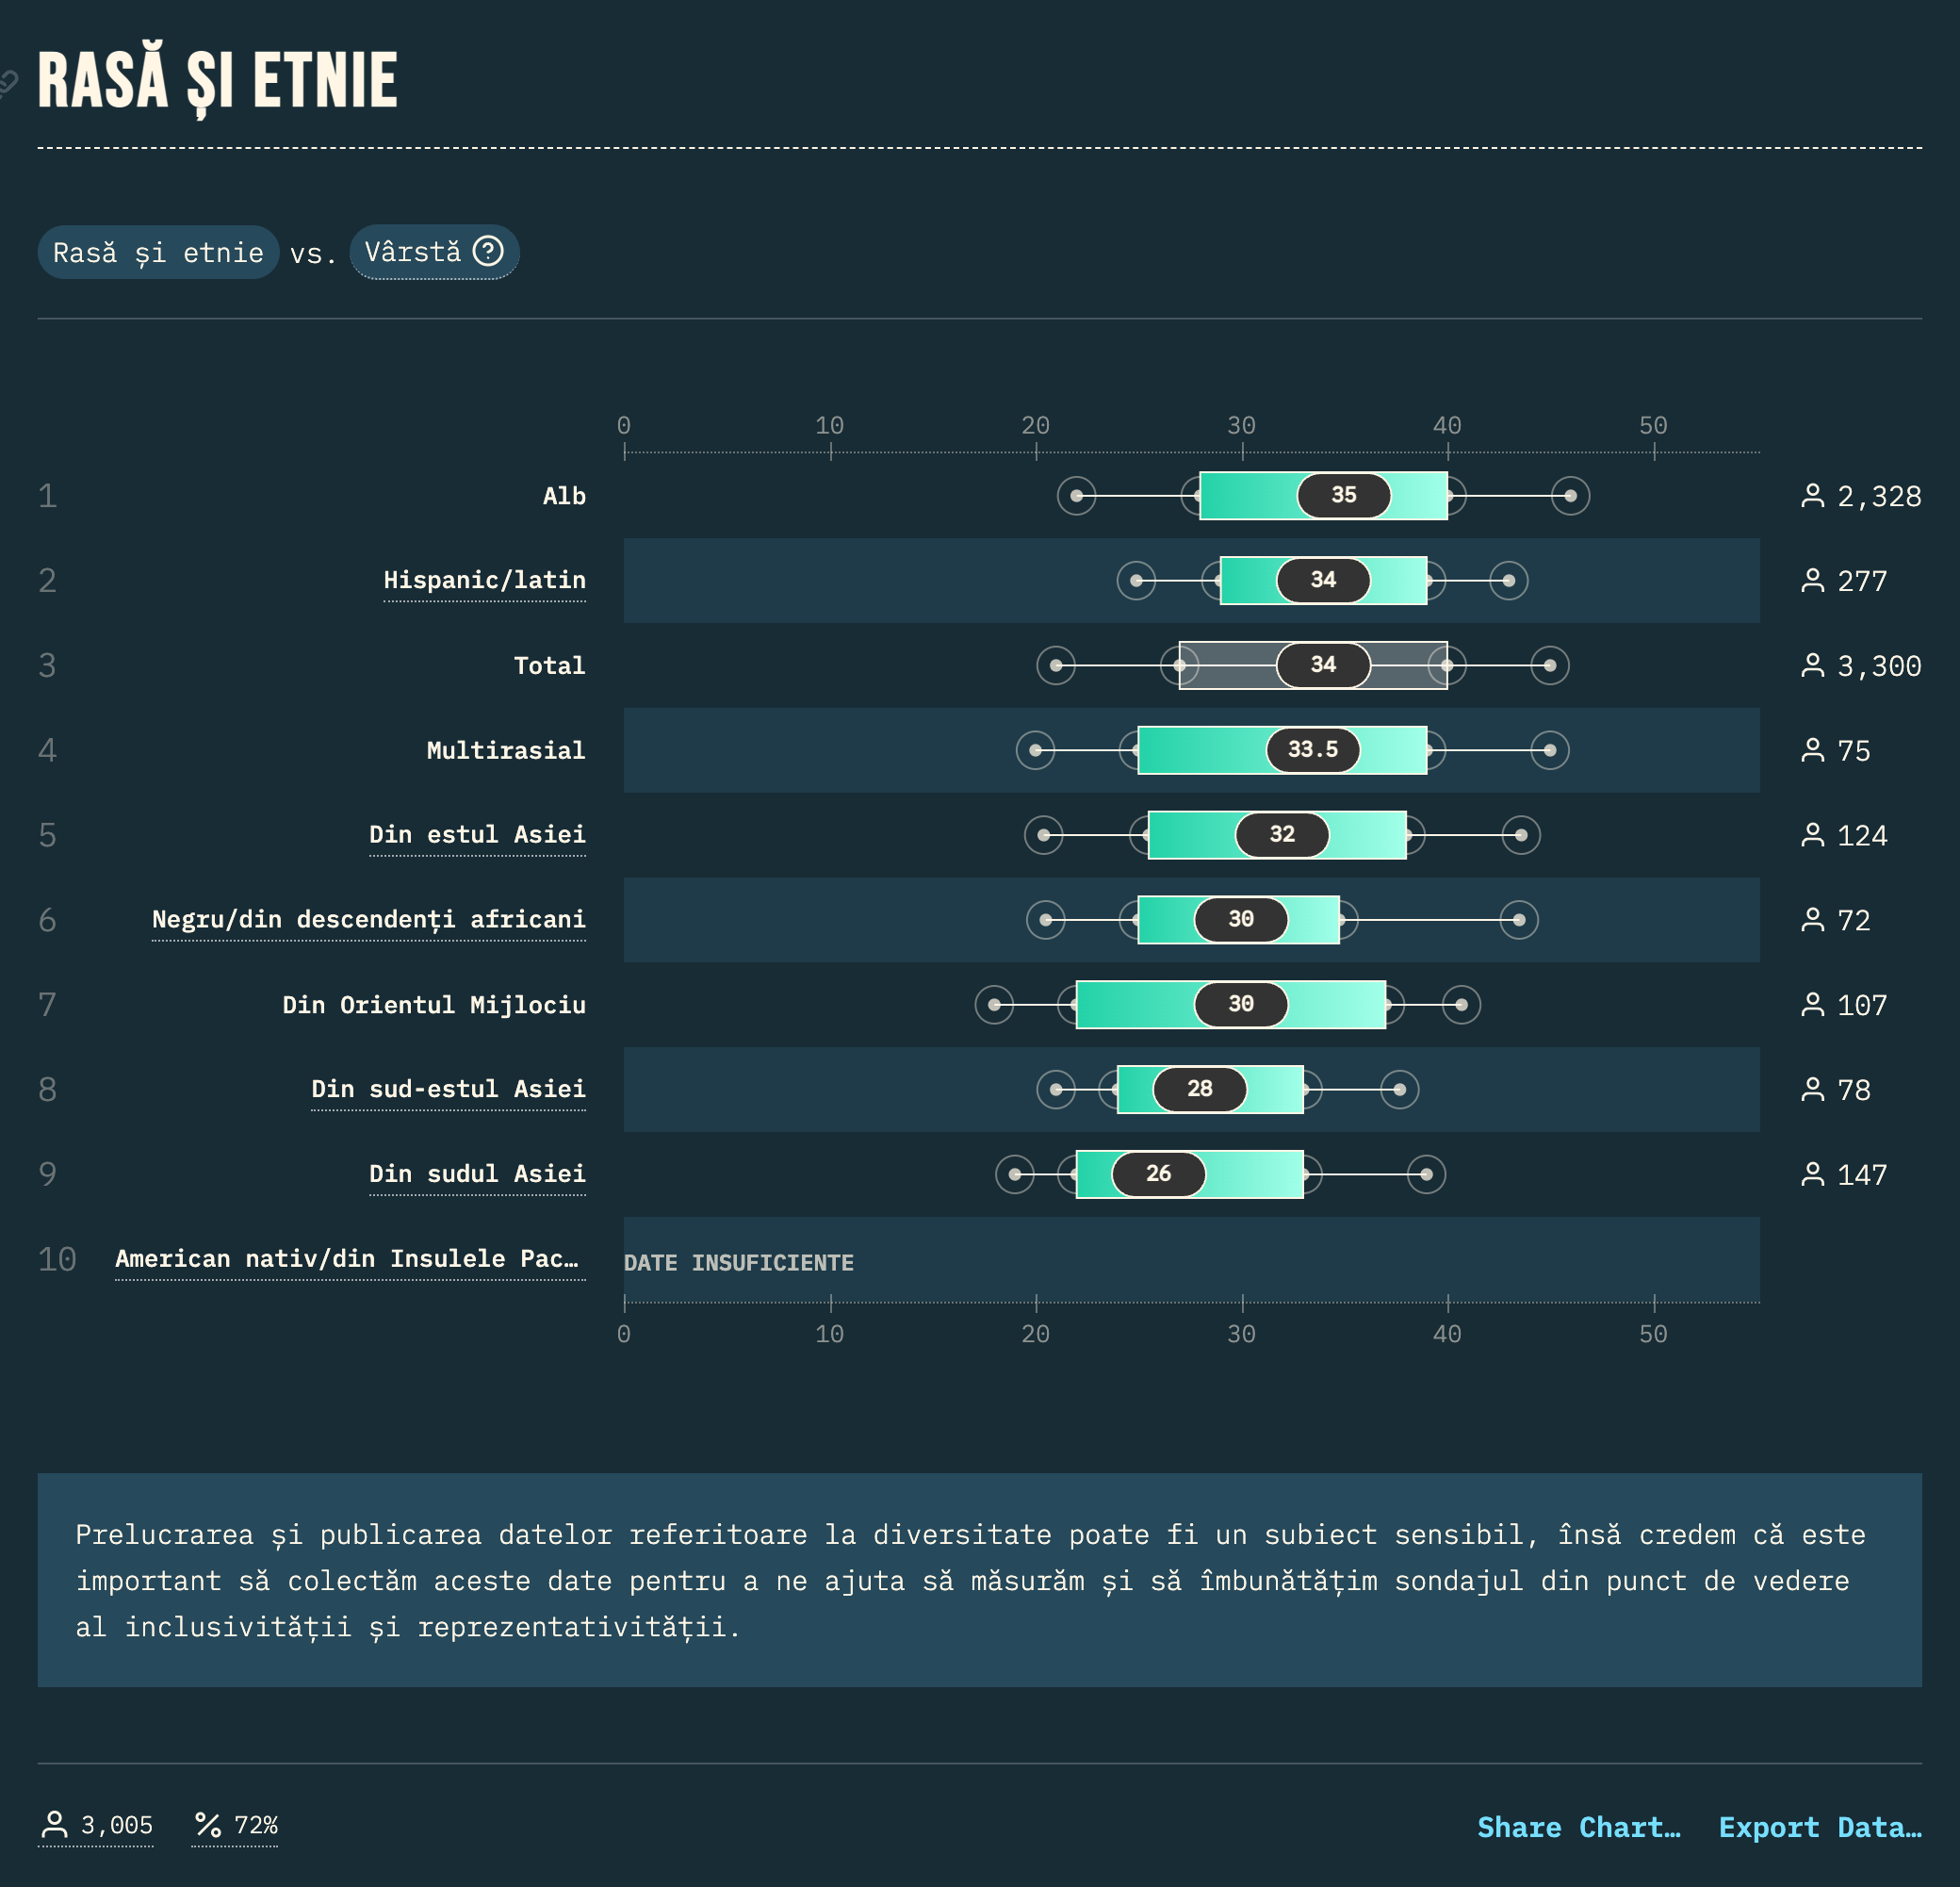 RASĂ ȘI ETNIE
Rasă și etnie vs. Vârstă ?
0 10 20 30 40 50
1 Alb 35 2,328
2 Hispanic/latin 34 277
3 Total 34 3,300
4 Multirasial 33.5 75
5 Din estul Asiei 32 124
6 Negru/din descendenți africani 30 72
7 Din Orientul Mijlociu 30 107
8 Din sud-estul Asiei 28 78
9 Din sudul Asiei 26 147
10 American nativ/din Insulele Pac… DATE INSUFICIENTE
0 10 20 30 40 50
Prelucrarea și publicarea datelor referitoare la diversitate poate fi un subiect sensibil, însă credem că este
important să colectăm aceste date pentru a ne ajuta să măsurăm și să îmbunătățim sondajul din punct de vedere
al inclusivității și reprezentativității.
3,005 % 72% Share Chart… Export Data…